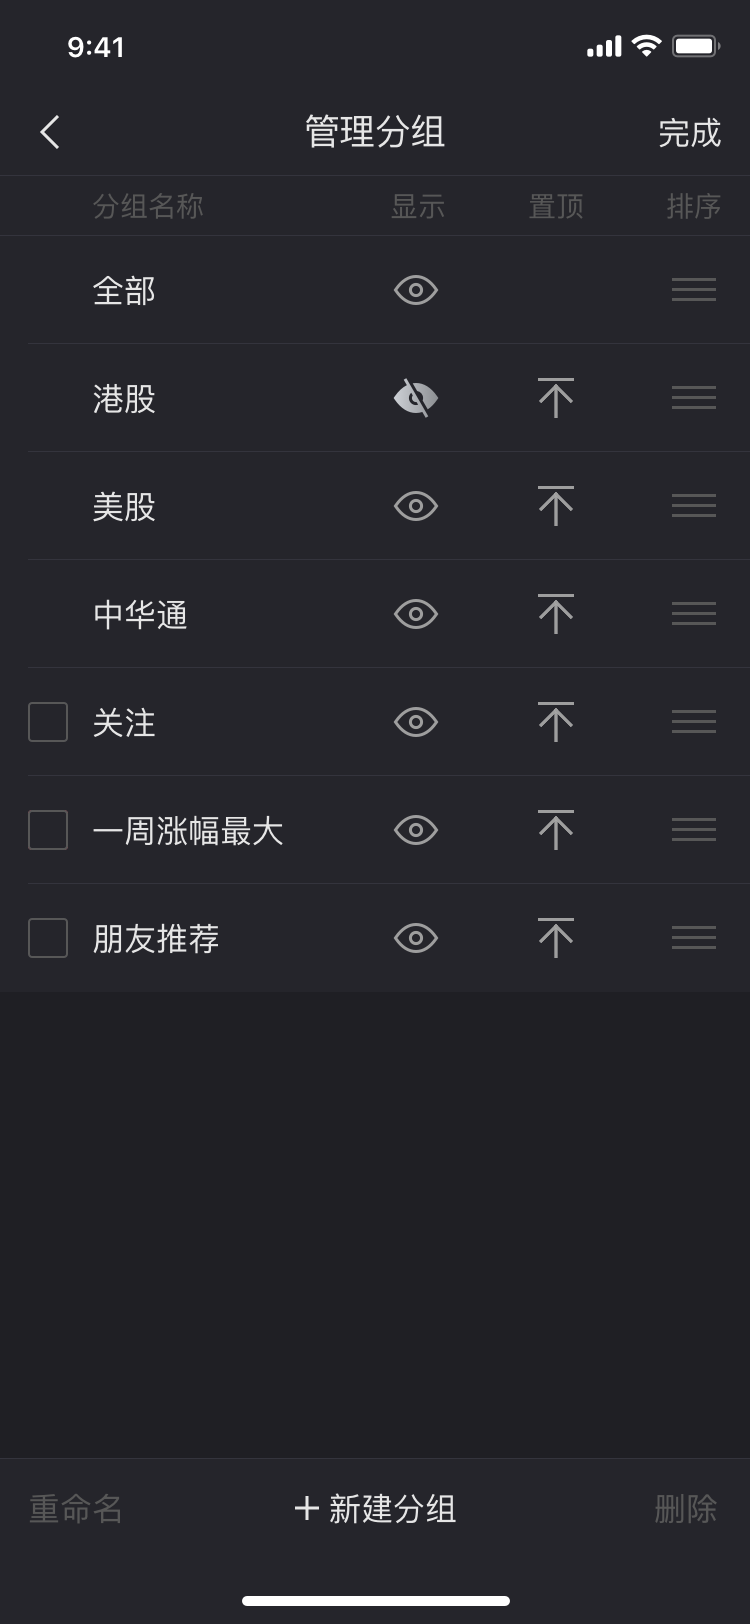 9:41
管理分组 完成
分组名称 显示 置顶 排序
全部
港股
美股
中华通
关注
一周涨幅最大
朋友推荐
重命名 +新建分组 删除